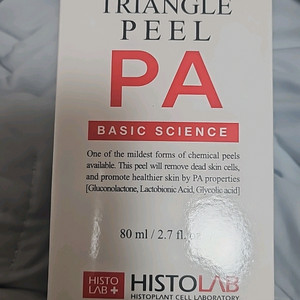 TRIANGLE
PEEL
PA
BASIC SCIENCE
One of the mildest forms of chemical peels
available. This peel will remove dead skin cells,
and promote healthier skin by PA properties
[Gluconolactone, Lactobionic Acid, Glycolic acid]
80 ml / 2.7 fl.
HISTO
LAB+
HISTOLAB
HISTOPLANT CELL LABORATORY